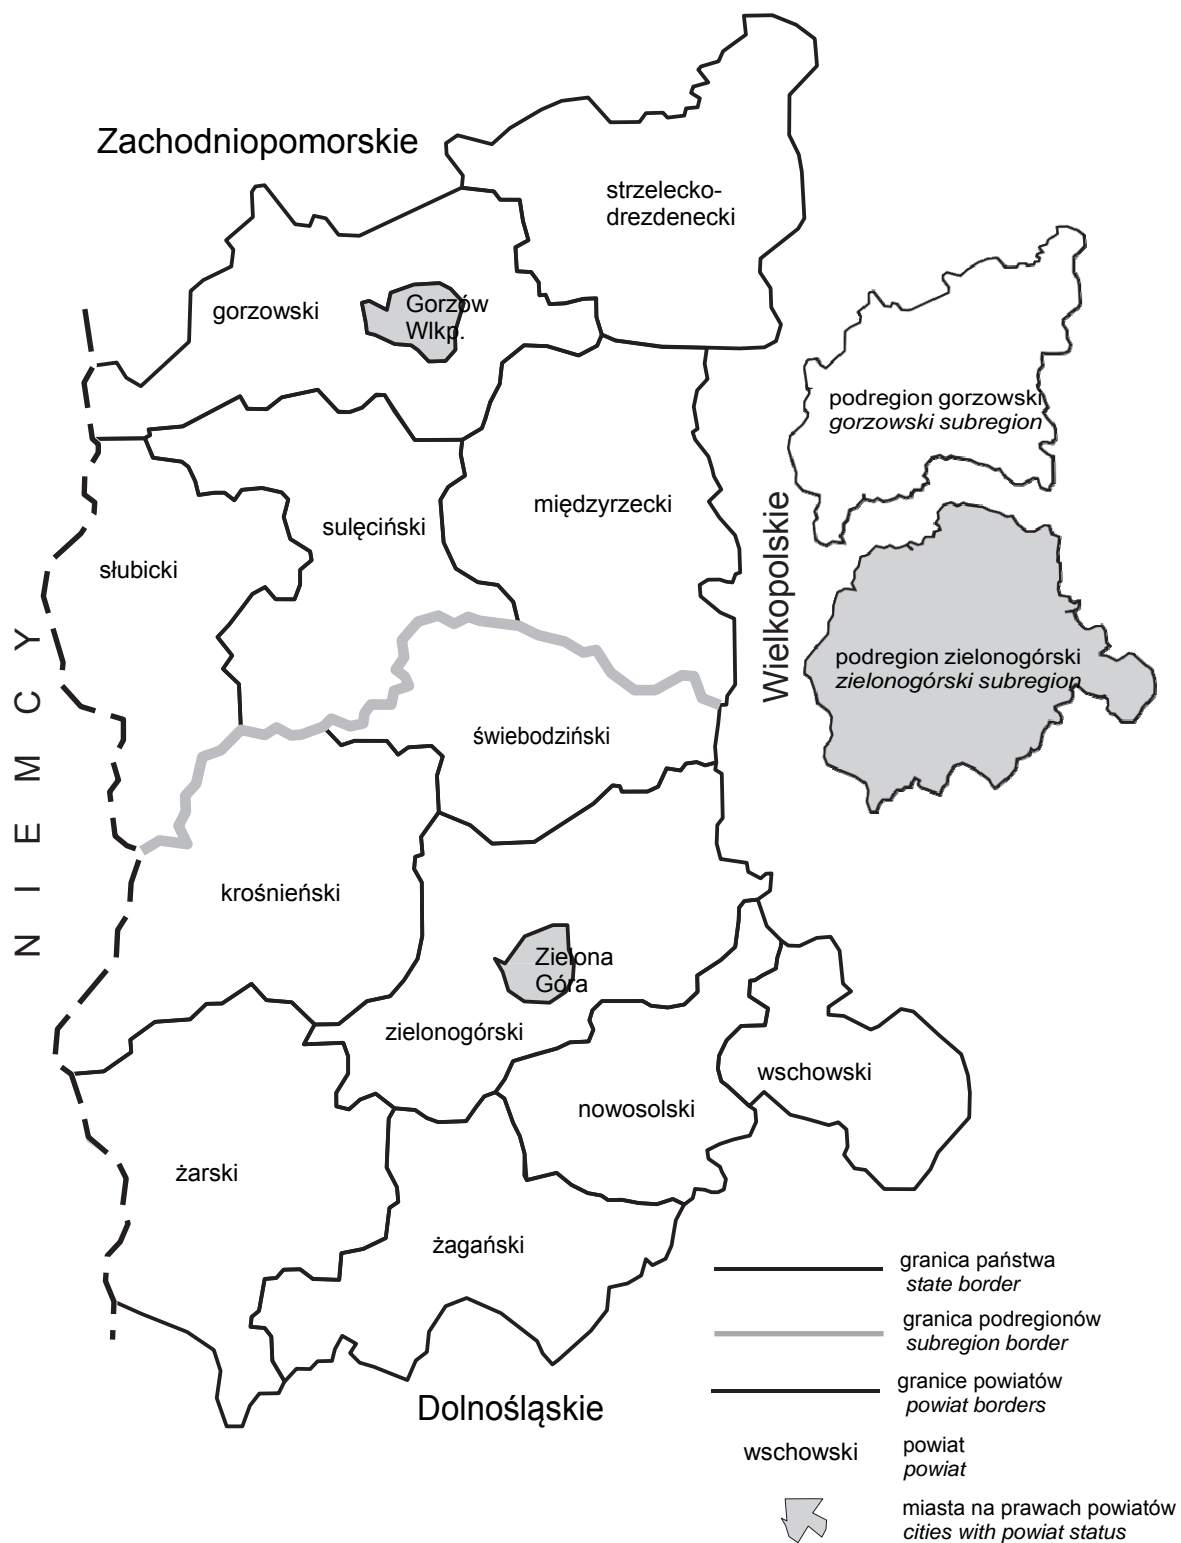 Zachodniopomorskie
strzelecko-
drezdenecki
gorzowski
Gorzów
Wlkp.
podregion gorzowski
gorzowski subregion
międzyrzecki
sulęciński
słubicki
Wielkopolskie
NIEMCY
podregion zielonogórski
zielonogórski subregion
świebodziński
krośnieński
Zielona
Góra
zielonogórski
wschowski
nowosolski
żarski
żagański
granica państwa
state border
granica podregionów
subregion border
granice powiatów
powiat borders
Dolnośląskie
wschowski
powiat
powiat
miasta na prawach powiatów
cities with powiat status